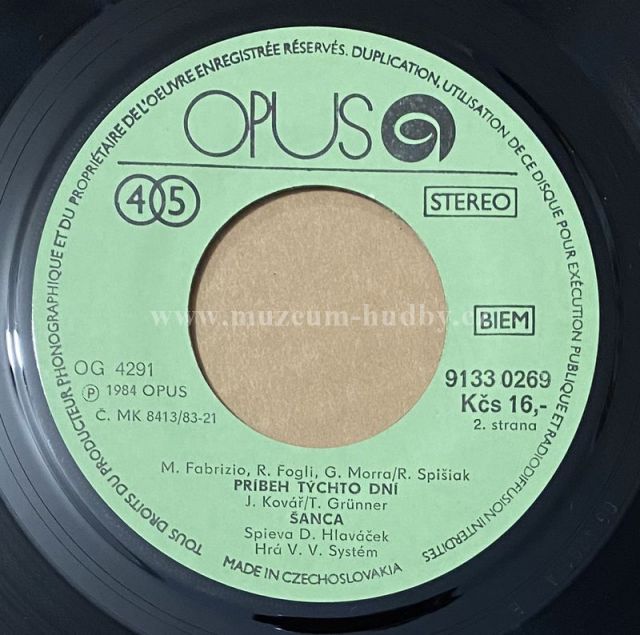 TOUS DROITS DU PRODUCTEUR PHONOGRAPHIQUE ET DU PROPRIÉTAIRE DE L'OEUVRE ENREGISTRÉE RÉSERVÉS. DUPLICATION, UTILISATION DE CE DISQUE POUR EXÉCUTION PUBLIQUE ET RADIODIFFUSION INTERDITES
OPUS
45
STEREO
www.muzeum-hudby.c
BIEM
OG 4291
Ⓟ 1984 OPUS
Č. MK 8413/83-21
9133 0269
Kčs 16,-
2. strana
M. Fabrizio, R. Fogli, G. Morra/R. Spišiak
PRÍBEH TÝCHTO DNÍ
J. Kovář/T. Grünner
ŠANCA
Spieva D. Hlaváček
Hrá V. V. Systém
MADE IN CZECHOSLOVAKIA